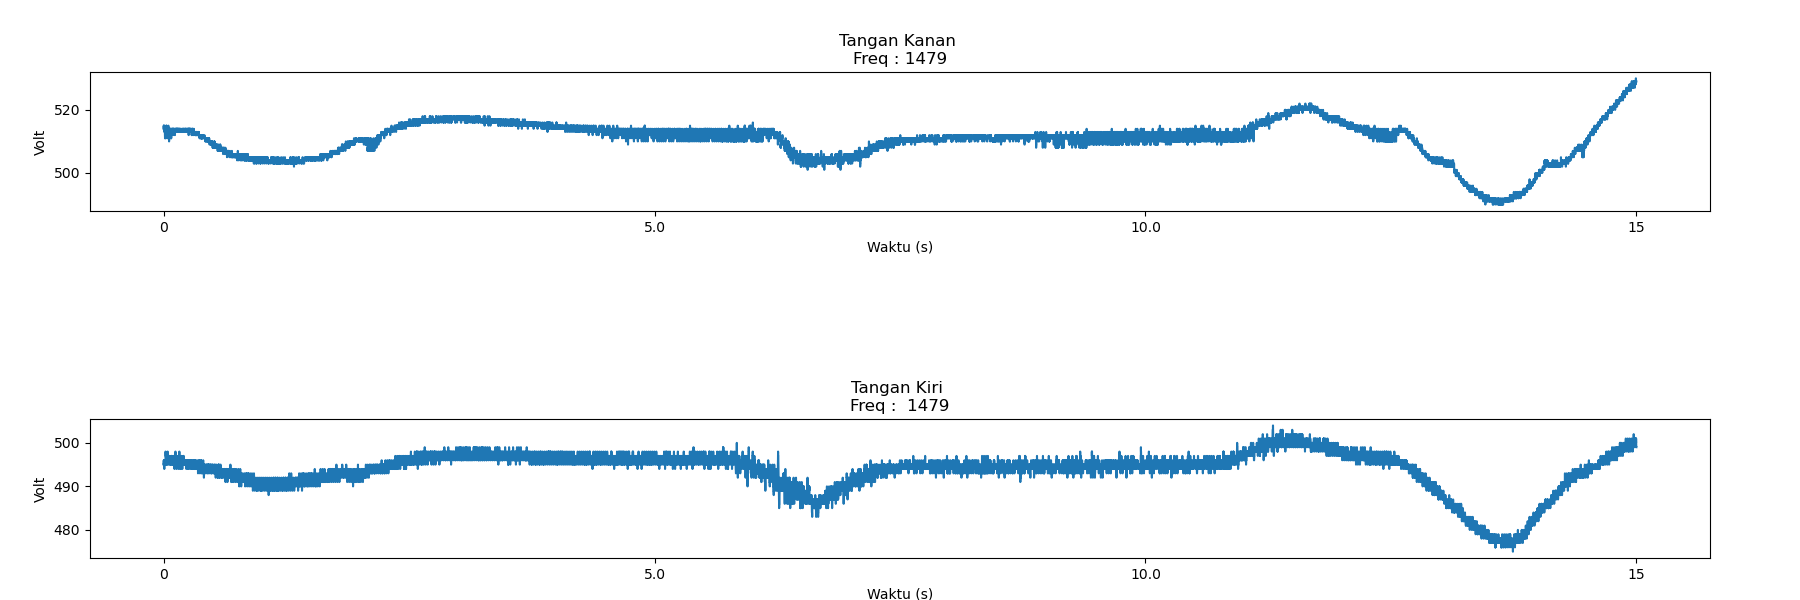 Tangan Kanan
Freq : 1479
520
500
Volt
0 5.0 10.0 15
Waktu (s)
Tangan Kiri
Freq :  1479
500
490
480
Volt
0 5.0 10.0 15
Waktu (s)